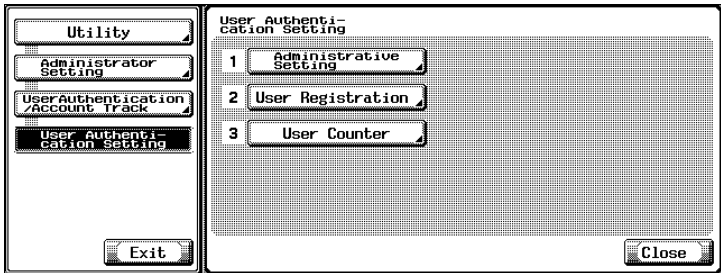 Utility
Administrator
Setting
UserAuthentication
/Account Track
User Authenti-
cation Setting
Exit
User Authenti-
cation Setting
1 Administrative
Setting
2 User Registration
3 User Counter
Close